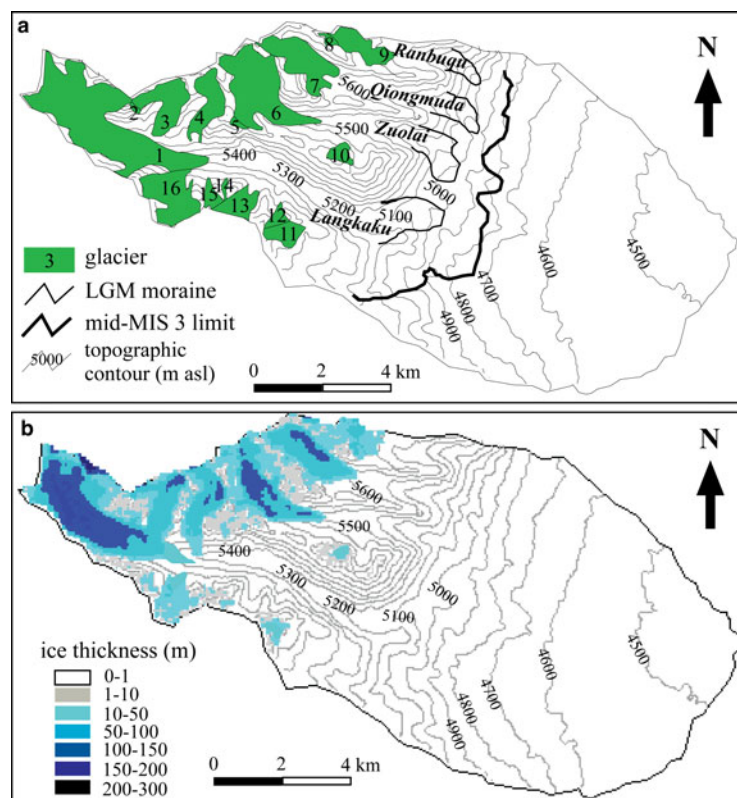 a
N
8
9
Ranbuqu
7
5600
Qiongmuda
2
3
4
5
6
5500
Zuolai
1
5400
10
5300
5000
16
14
15
13
5200
5100
12
11
Langkaku
4500
4600
4700
4800
4900
3 glacier
LGM moraine
mid-MIS 3 limit
5000 topographic
contour (m asl)
0 2 4 km
b
N
5600
5500
5400
5300
5000
5200
5100
4500
4600
4700
4800
4900
ice thickness (m)
0-1
1-10
10-50
50-100
100-150
150-200
200-300
0 2 4 km